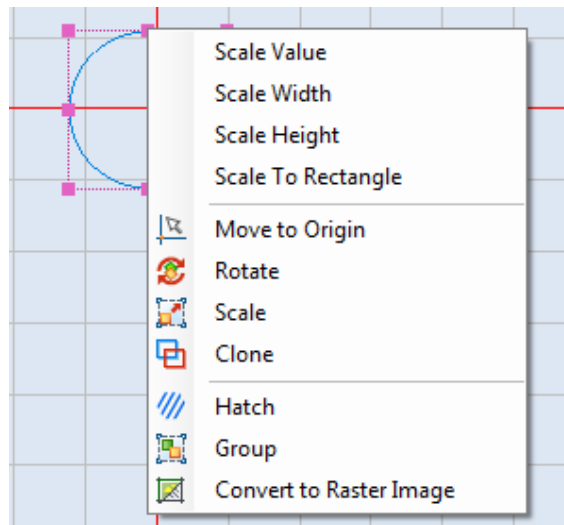 Scale Value
Scale Width
Scale Height
Scale To Rectangle
Move to Origin
Rotate
Scale
Clone
Hatch
Group
Convert to Raster Image